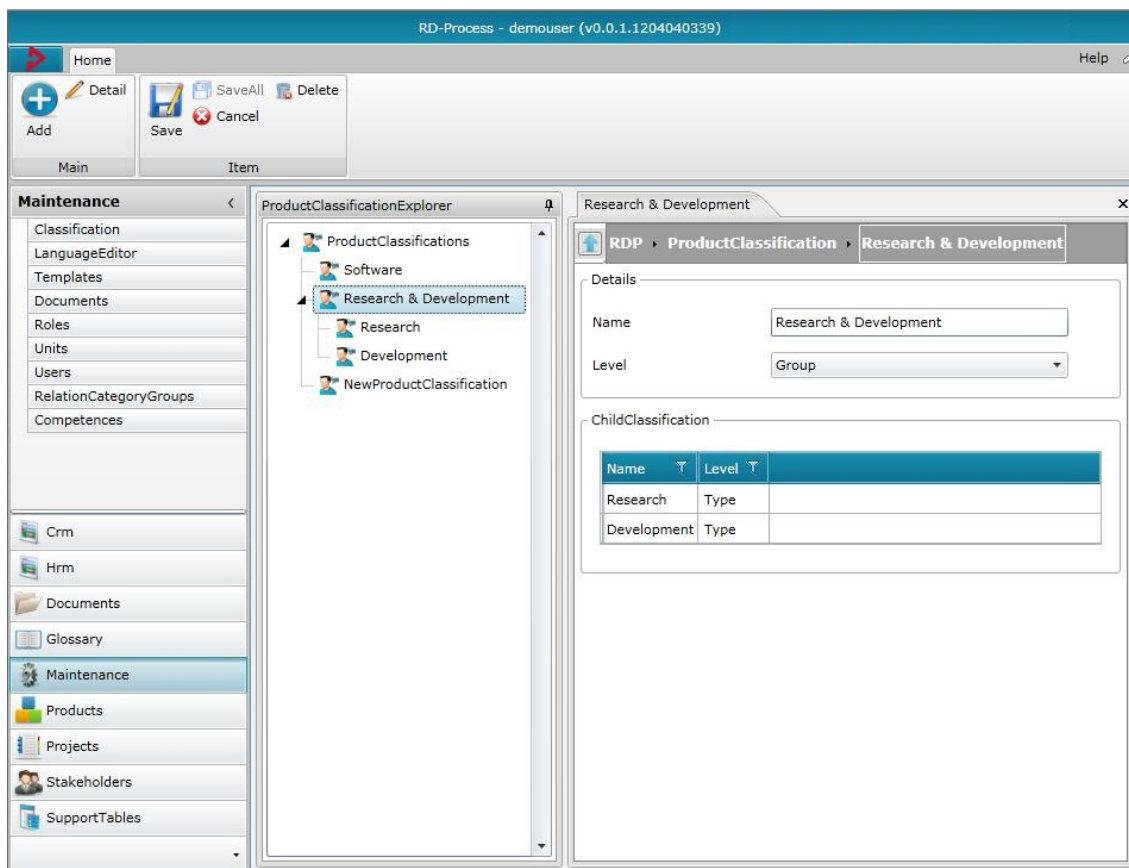 RD-Process - demouser (v0.0.1.1204040339)
Home
Help
Add
Detail
Main
Save
SaveAll
Cancel
Delete
Item
Maintenance
Classification
LanguageEditor
Templates
Documents
Roles
Units
Users
RelationCategoryGroups
Competences
Crm
Hrm
Documents
Glossary
Maintenance
Products
Projects
Stakeholders
SupportTables
ProductClassificationExplorer
ProductClassifications
Software
Research & Development
Research
Development
NewProductClassification
Research & Development
RDP ProductClassification Research & Development
Details
Name Research & Development
Level Group
ChildClassification
Name Level
Research Type
Development Type